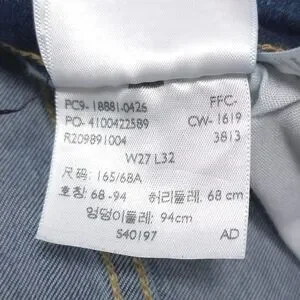 PC9-18881-0426 FFC-
PO-4100422589 CW-1619
R209891004 3813
W27 L32
尺码: 165/68A
호칭: 68-94 허리둘레: 68 cm
엉덩이둘레: 94cm
S40197 AD